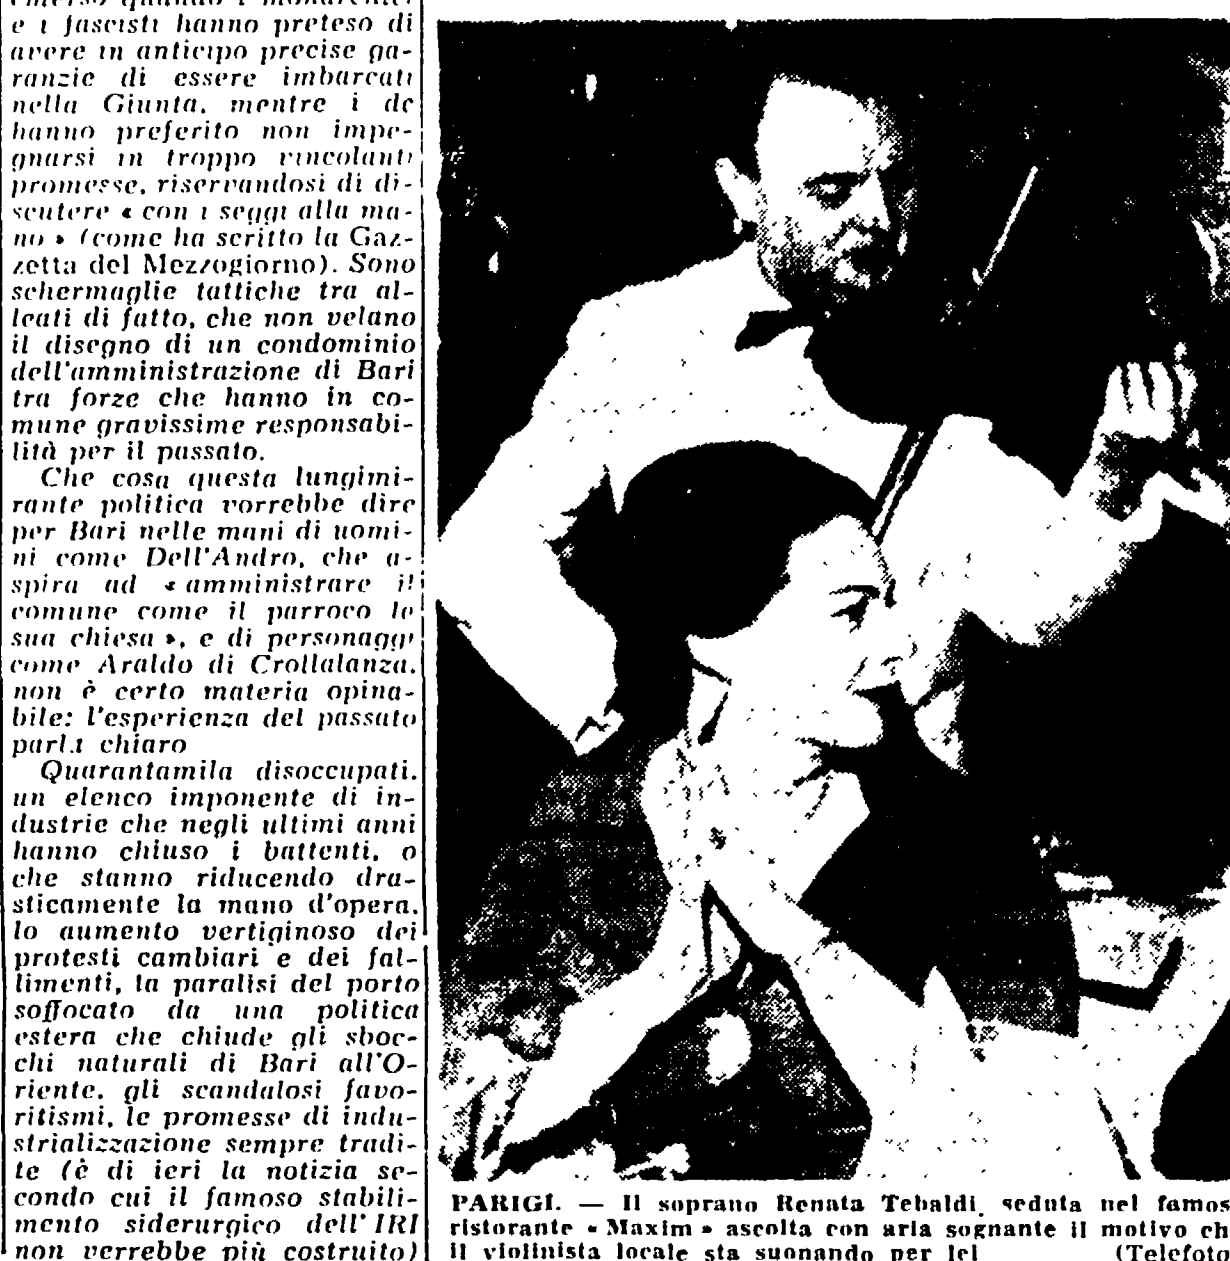 emerso quando i monarchici
e i fascisti hanno preteso di
avere in anticipo precise ga-
ranzie di essere imbarcati
nella Giunta, mentre i dc
hanno preferito non impe-
gnarsi in troppo vincolanti
promesse, riservandosi di di-
scutere « con i seggi alla ma-
no » (come ha scritto la Gaz-
zetta del Mezzogiorno). Sono
schermaglie tattiche tra al-
leati di fatto, che non velano
il disegno di un condominio
dell'amministrazione di Bari
tra forze che hanno in co-
mune gravissime responsabi-
lità per il passato.
Che cosa questa lungimi-
rante politica vorrebbe dire
per Bari nelle mani di uomi-
ni come Dell'Andro, che a-
spira ad « amministrare il
comune come il parroco la
sua chiesa », e di personaggi
come Araldo di Crollalanza,
non è certo materia opina-
bile: l'esperienza del passato
parla chiaro
Quarantamila disoccupati,
un elenco imponente di in-
dustrie che negli ultimi anni
hanno chiuso i battenti, o
che stanno riducendo dra-
sticamente la mano d'opera,
lo aumento vertiginoso dei
protesti cambiari e dei fal-
limenti, la paralisi del porto
soffocato da una politica
estera che chiude gli sboc-
chi naturali di Bari all'O-
riente, gli scandalosi favo-
ritismi, le promesse di indu-
strializzazione sempre tradi-
te (è di ieri la notizia se-
condo cui il famoso stabili-
mento siderurgico dell'IRI
non verrebbe più costruito)
PARIGI. — Il soprano Renata Tebaldi, seduta nel famos
ristorante « Maxim » ascolta con aria sognante il motivo ch
il violinista locale sta suonando per lei (Telefoto